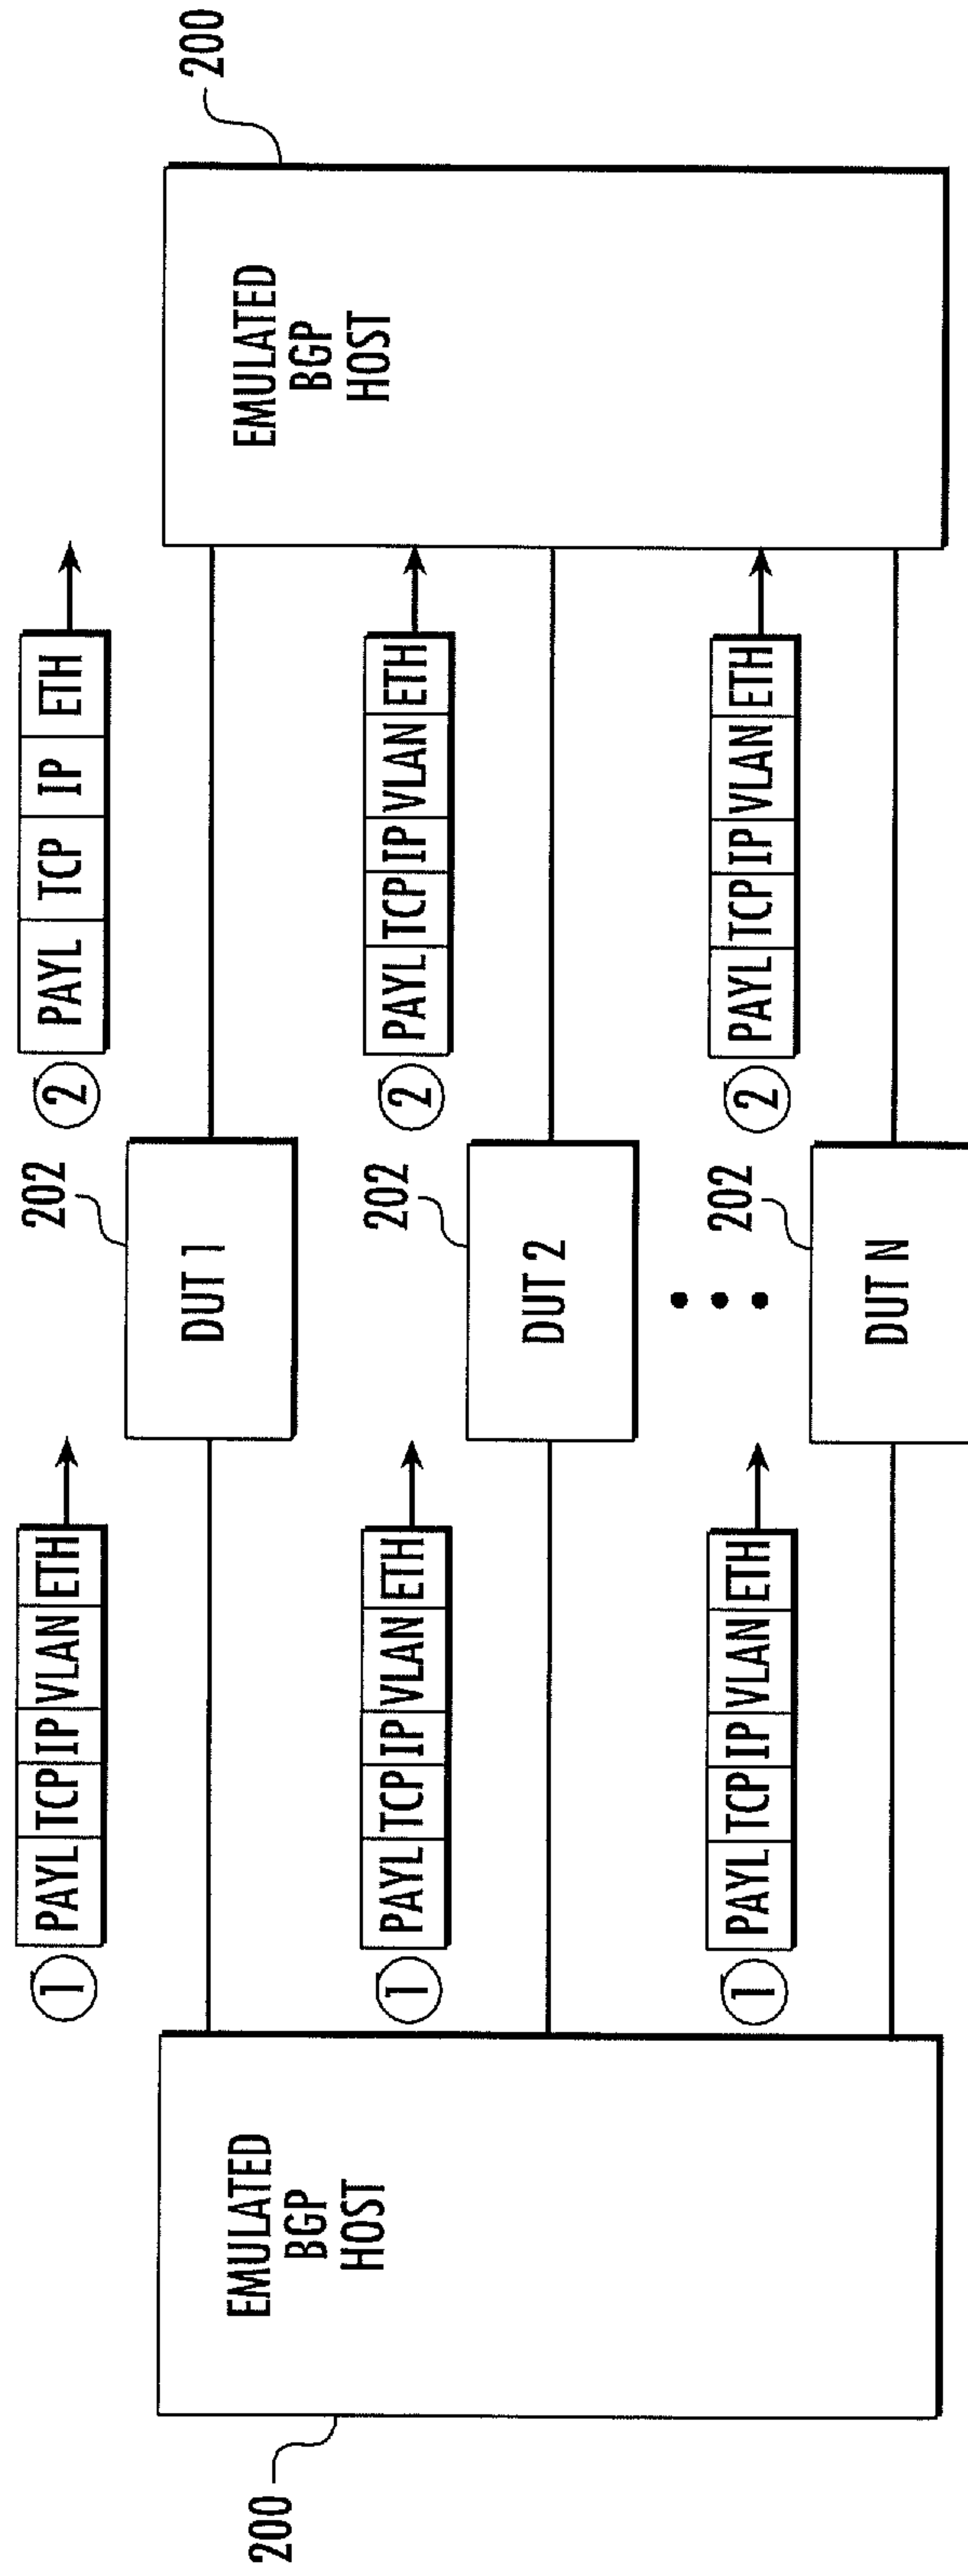 ① PAYL TCP IP VLAN ETH
② PAYL TCP IP ETH
202
DUT 1
200
EMULATED
BGP
HOST
① PAYL TCP IP VLAN ETH
202
DUT 2
② PAYL TCP IP VLAN ETH
EMULATED
BGP
HOST
200
① PAYL TCP IP VLAN ETH
202
DUT N
② PAYL TCP IP VLAN ETH